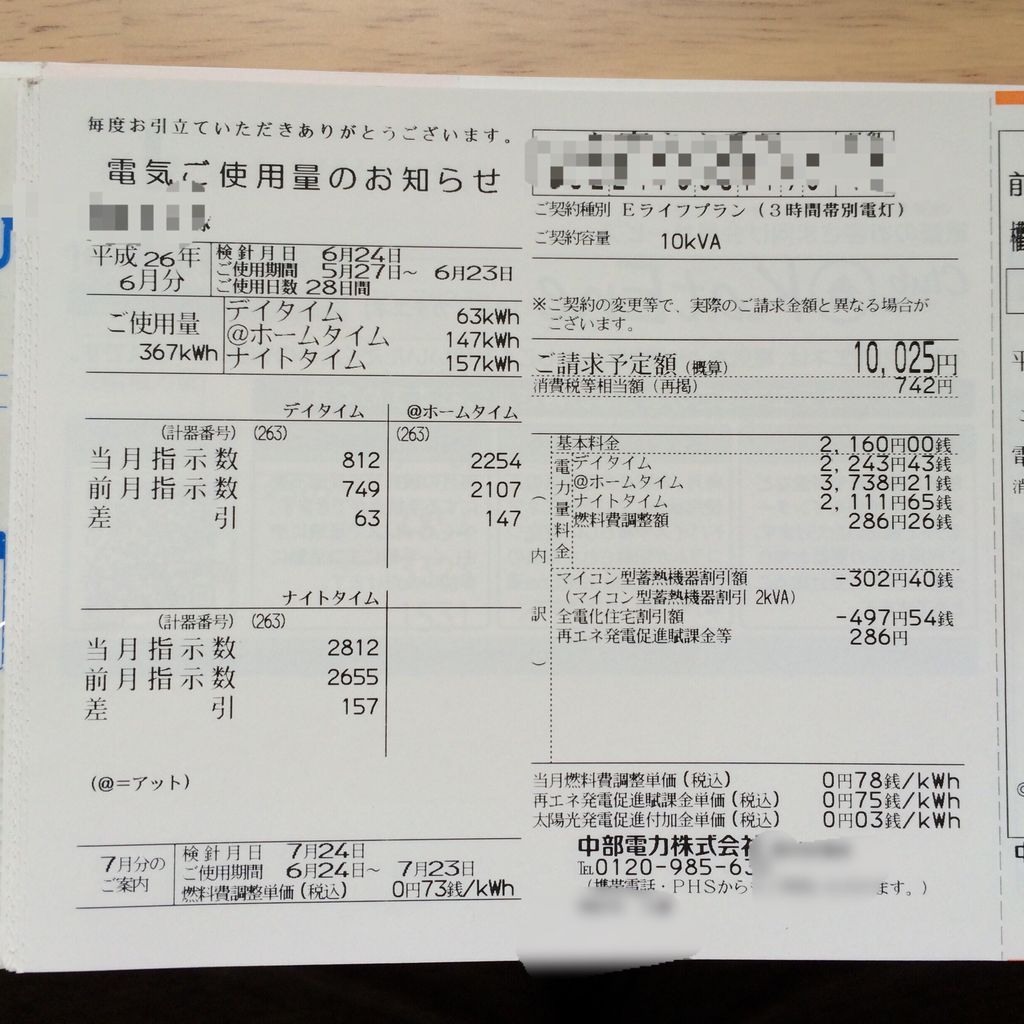 毎度お引立ていただきありがとうございます。
電気ご使用量のお知らせ
平成26年
6月分
検針月日 6月24日
ご使用期間 5月27日~ 6月23日
ご使用日数 28日間
ご使用量
367kWh
デイタイム 63kWh
@ホームタイム 147kWh
ナイトタイム 157kWh
デイタイム @ホームタイム
(計器番号) (263) (263)
当月指示数 812 2254
前月指示数 749 2107
差引 63 147
ナイトタイム
(計器番号) (263)
当月指示数 2812
前月指示数 2655
差引 157
(@=アット)
7月分の
ご案内
検針月日 7月24日
ご使用期間 6月24日~ 7月23日
燃料費調整単価(税込) 0円73銭/kWh
ご契約種別 Eライフプラン(3時間帯別電灯)
ご契約容量 10kVA
※ご契約の変更等で、実際のご請求金額と異なる場合が
ございます。
ご請求予定額(概算) 10,025円
消費税等相当額(再掲) 742円
(内訳)
基本料金 2,160円00銭
電力量料金
デイタイム 2,243円43銭
@ホームタイム 3,738円21銭
ナイトタイム 2,111円65銭
燃料費調整額 286円26銭
マイコン型蓄熱機器割引額 -302円40銭
(マイコン型蓄熱機器割引 2kVA)
全電化住宅割引額 -497円54銭
再エネ発電促進賦課金等 286円
当月燃料費調整単価(税込) 0円78銭/kWh
再エネ発電促進賦課金単価(税込) 0円75銭/kWh
太陽光発電促進付加金単価(税込) 0円03銭/kWh
中部電力株式会社
TEL0120-985-63
(携帯電話・PHSから
ます。)
前